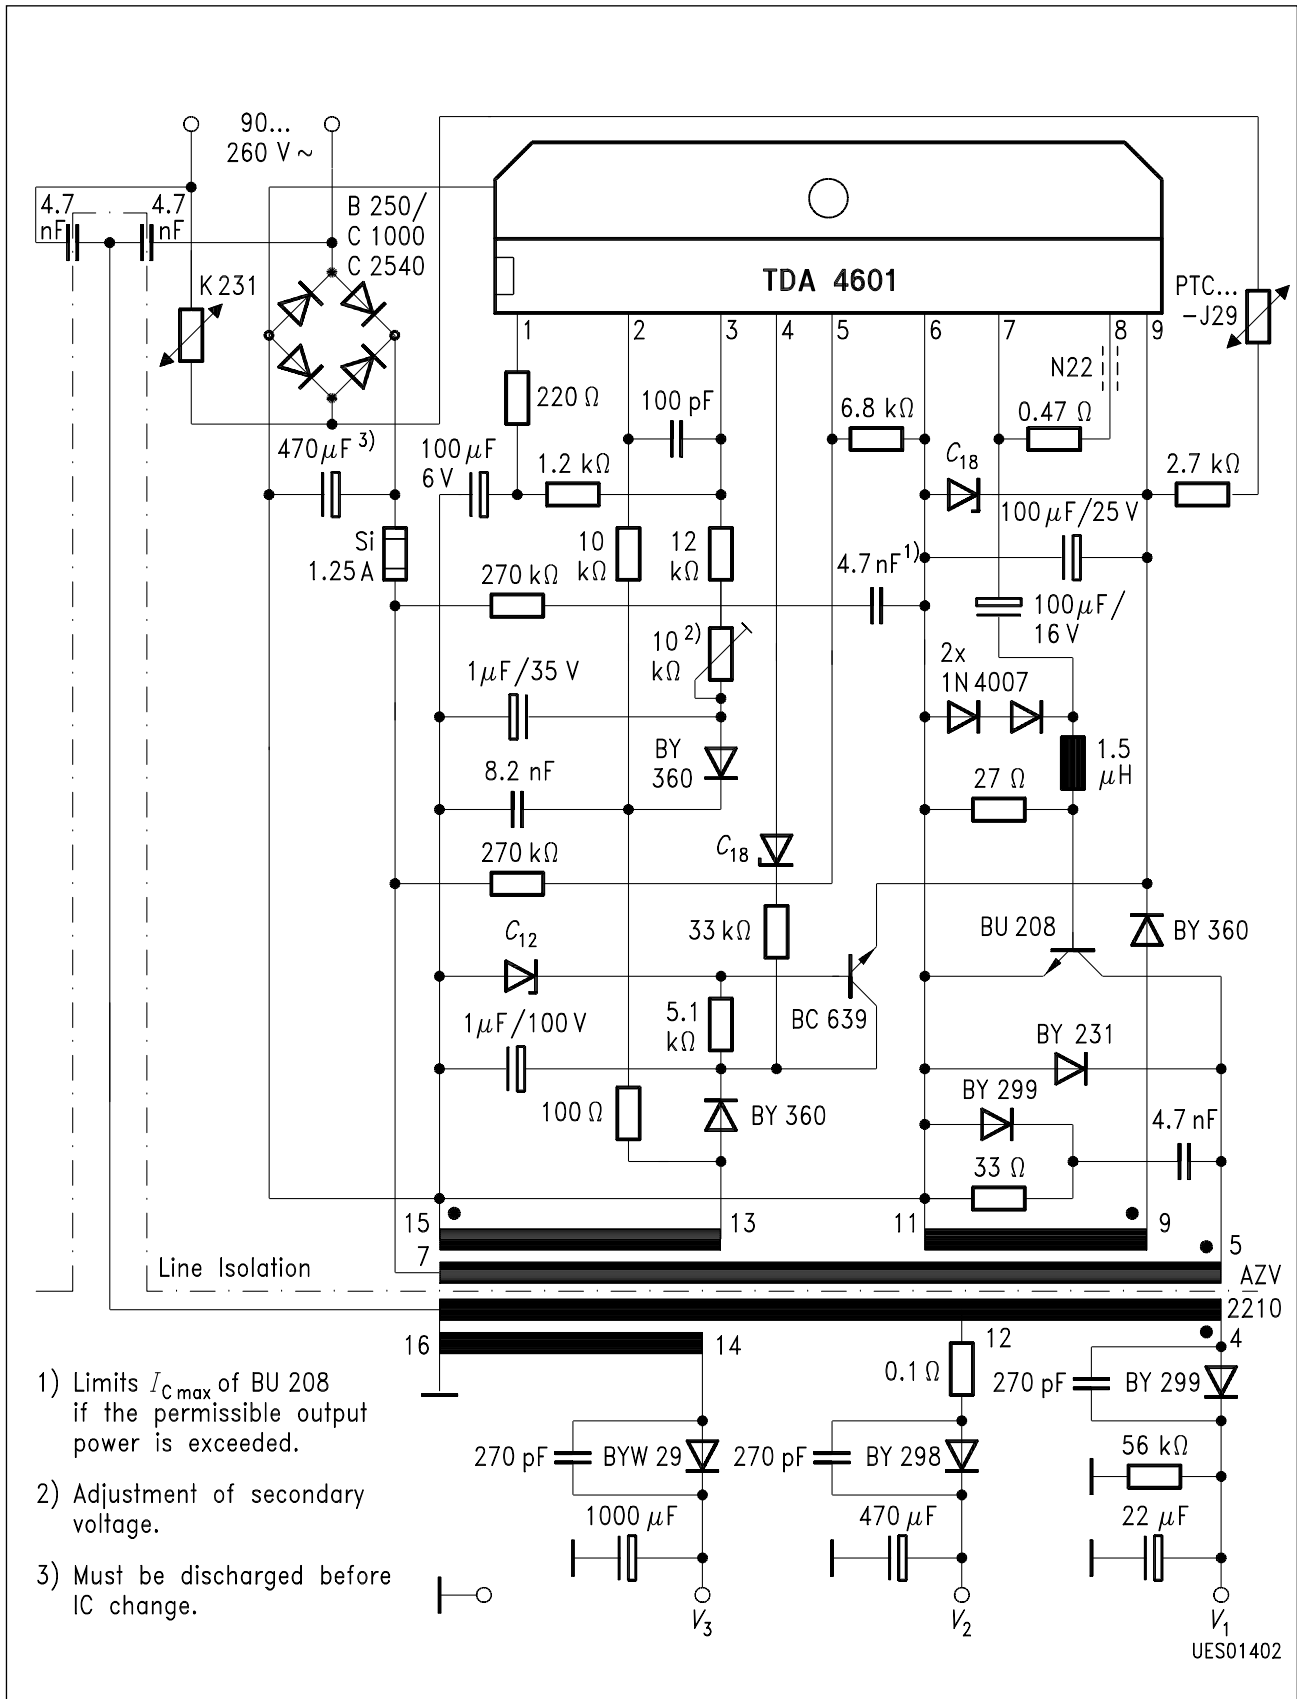 90...
260 V ~
4.7
nF
4.7
nF
B 250/
C 1000
C 2540
K 231
TDA 4601
PTC...
-J29
1
2
3
4
5
6
7
8
9
N22
220 Ω
100 pF
6.8 kΩ
0.47 Ω
470 µF 3)
100 µF
6 V
1.2 kΩ
C18
2.7 kΩ
100 µF/25 V
Si
1.25 A
10
kΩ
12
kΩ
4.7 nF 1)
270 kΩ
100 µF/
16 V
10 2)
kΩ
1 µF/35 V
2x
1N 4007
BY
360
1.5
µH
8.2 nF
27 Ω
C18
270 kΩ
33 kΩ
BU 208
BY 360
C12
5.1
kΩ
BC 639
1 µF/100 V
BY 231
BY 299
100 Ω
BY 360
4.7 nF
33 Ω
15
13
11
9
7
5
Line Isolation
AZV
2210
16
14
12
4
0.1 Ω
270 pF
BY 299
1) Limits IC max of BU 208
if the permissible output
power is exceeded.
270 pF
BYW 29
270 pF
BY 298
56 kΩ
2) Adjustment of secondary
voltage.
1000 µF
470 µF
22 µF
3) Must be discharged before
IC change.
V3
V2
V1
UES01402